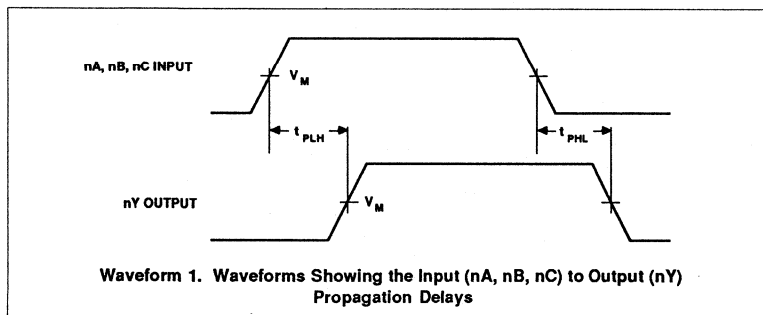 nA, nB, nC INPUT
VM
tPLH
tPHL
nY OUTPUT
VM
Waveform 1. Waveforms Showing the Input (nA, nB, nC) to Output (nY)
Propagation Delays